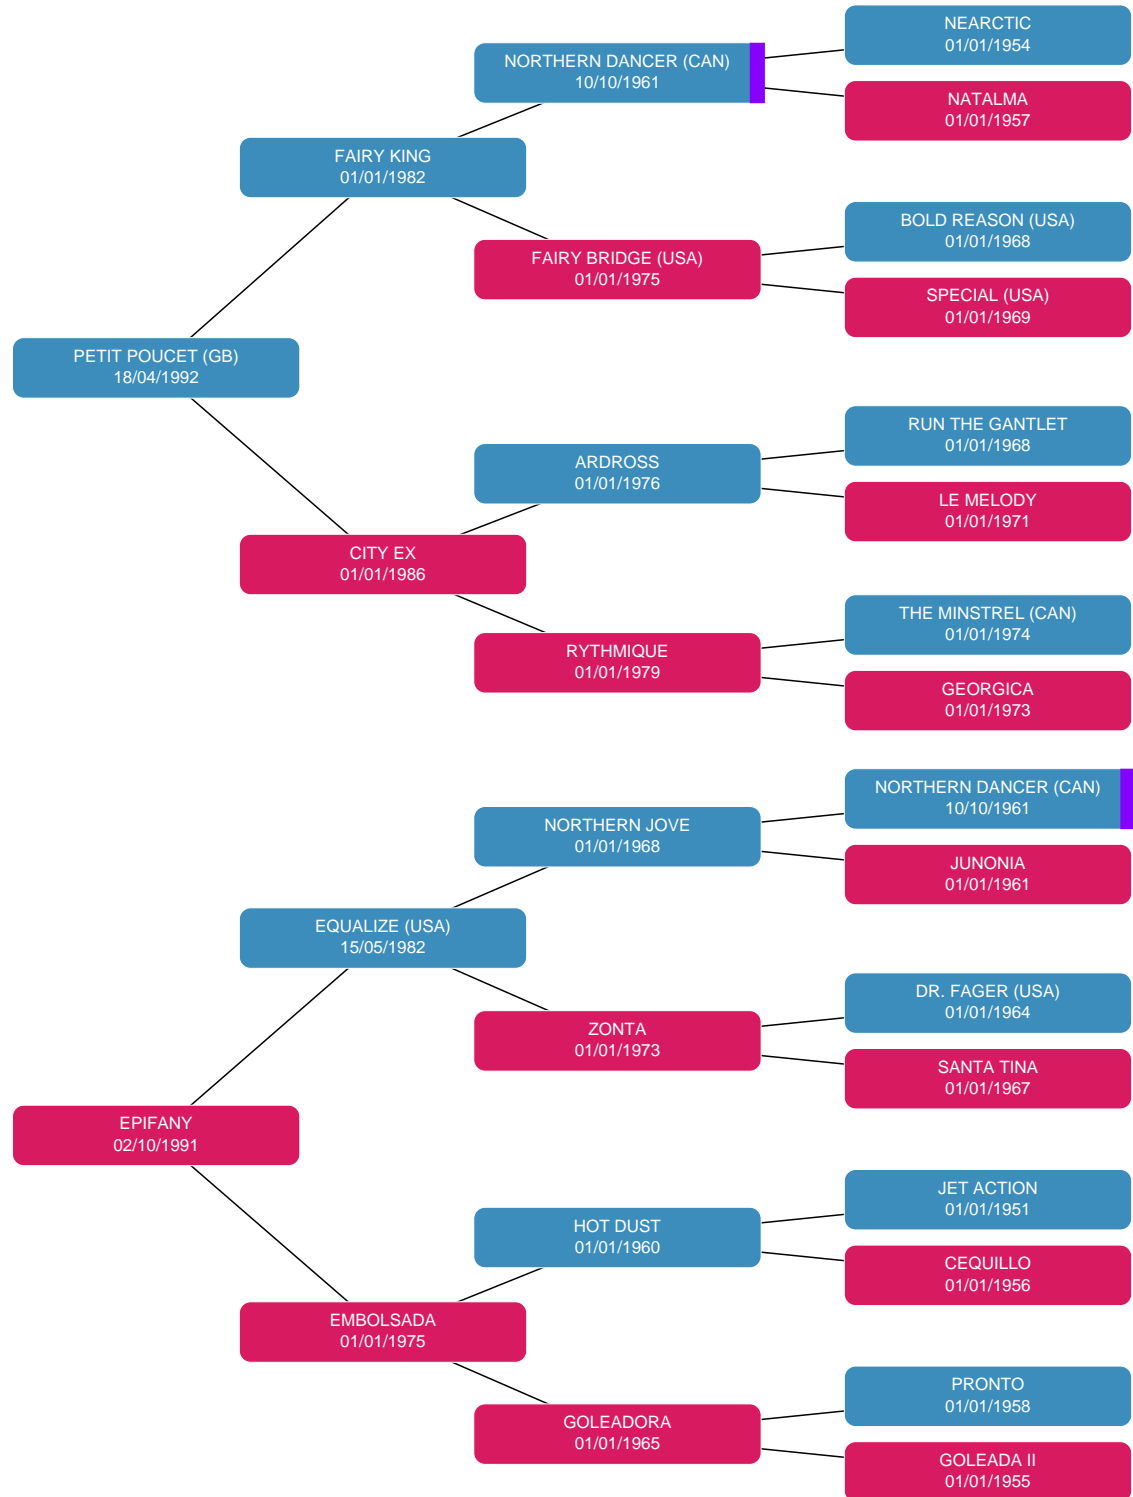 NEARCTIC
01/01/1954
NORTHERN DANCER (CAN)
10/10/1961
NATALMA
01/01/1957
FAIRY KING
01/01/1982
BOLD REASON (USA)
01/01/1968
FAIRY BRIDGE (USA)
01/01/1975
SPECIAL (USA)
01/01/1969
PETIT POUCET (GB)
18/04/1992
RUN THE GANTLET
01/01/1968
ARDROSS
01/01/1976
LE MELODY
01/01/1971
CITY EX
01/01/1986
THE MINSTREL (CAN)
01/01/1974
RYTHMIQUE
01/01/1979
GEORGICA
01/01/1973
NORTHERN DANCER (CAN)
10/10/1961
NORTHERN JOVE
01/01/1968
JUNONIA
01/01/1961
EQUALIZE (USA)
15/05/1982
DR. FAGER (USA)
01/01/1964
ZONTA
01/01/1973
SANTA TINA
01/01/1967
EPIFANY
02/10/1991
JET ACTION
01/01/1951
HOT DUST
01/01/1960
CEQUILLO
01/01/1956
EMBOLSADA
01/01/1975
PRONTO
01/01/1958
GOLEADORA
01/01/1965
GOLEADA II
01/01/1955